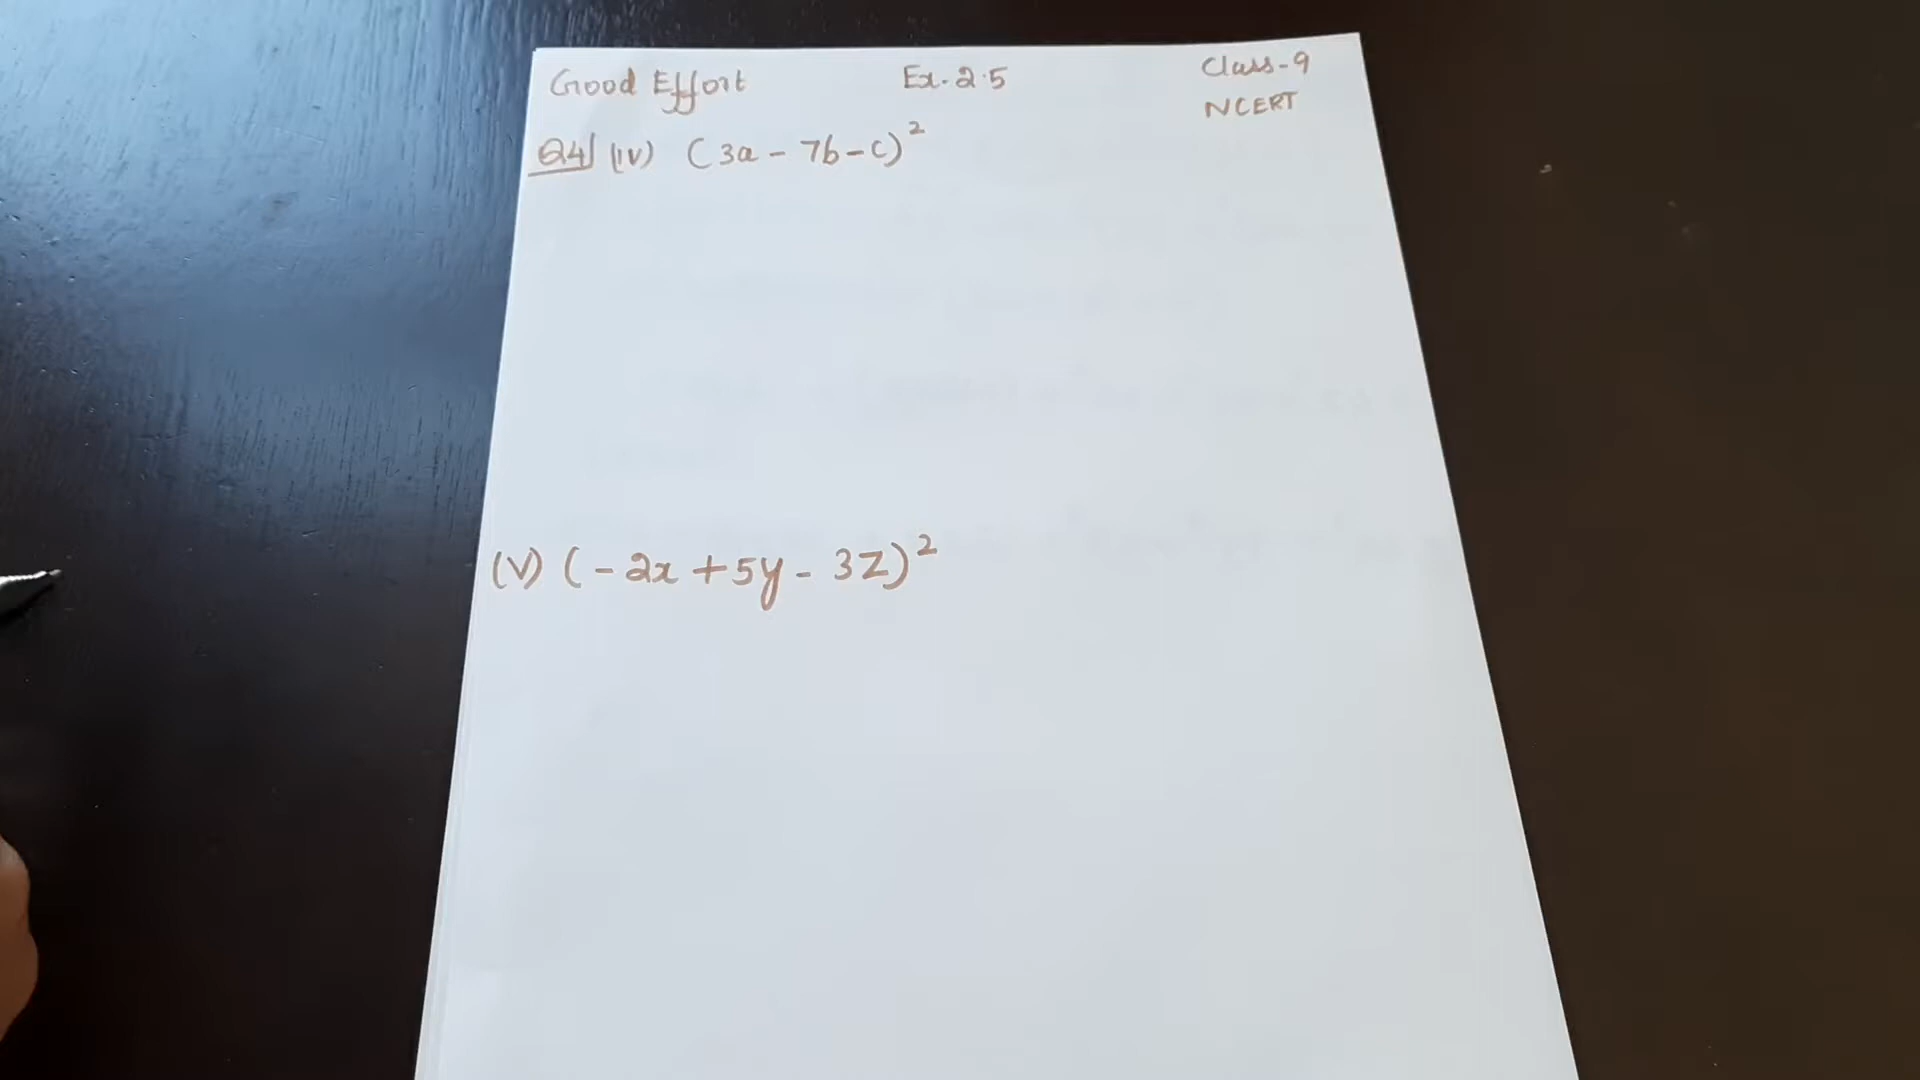 Good Effort Ex. 2.5 Class-9
NCERT
Q4) (iv) (3a - 7b - c)²
(v) (-2x + 5y - 3z)²